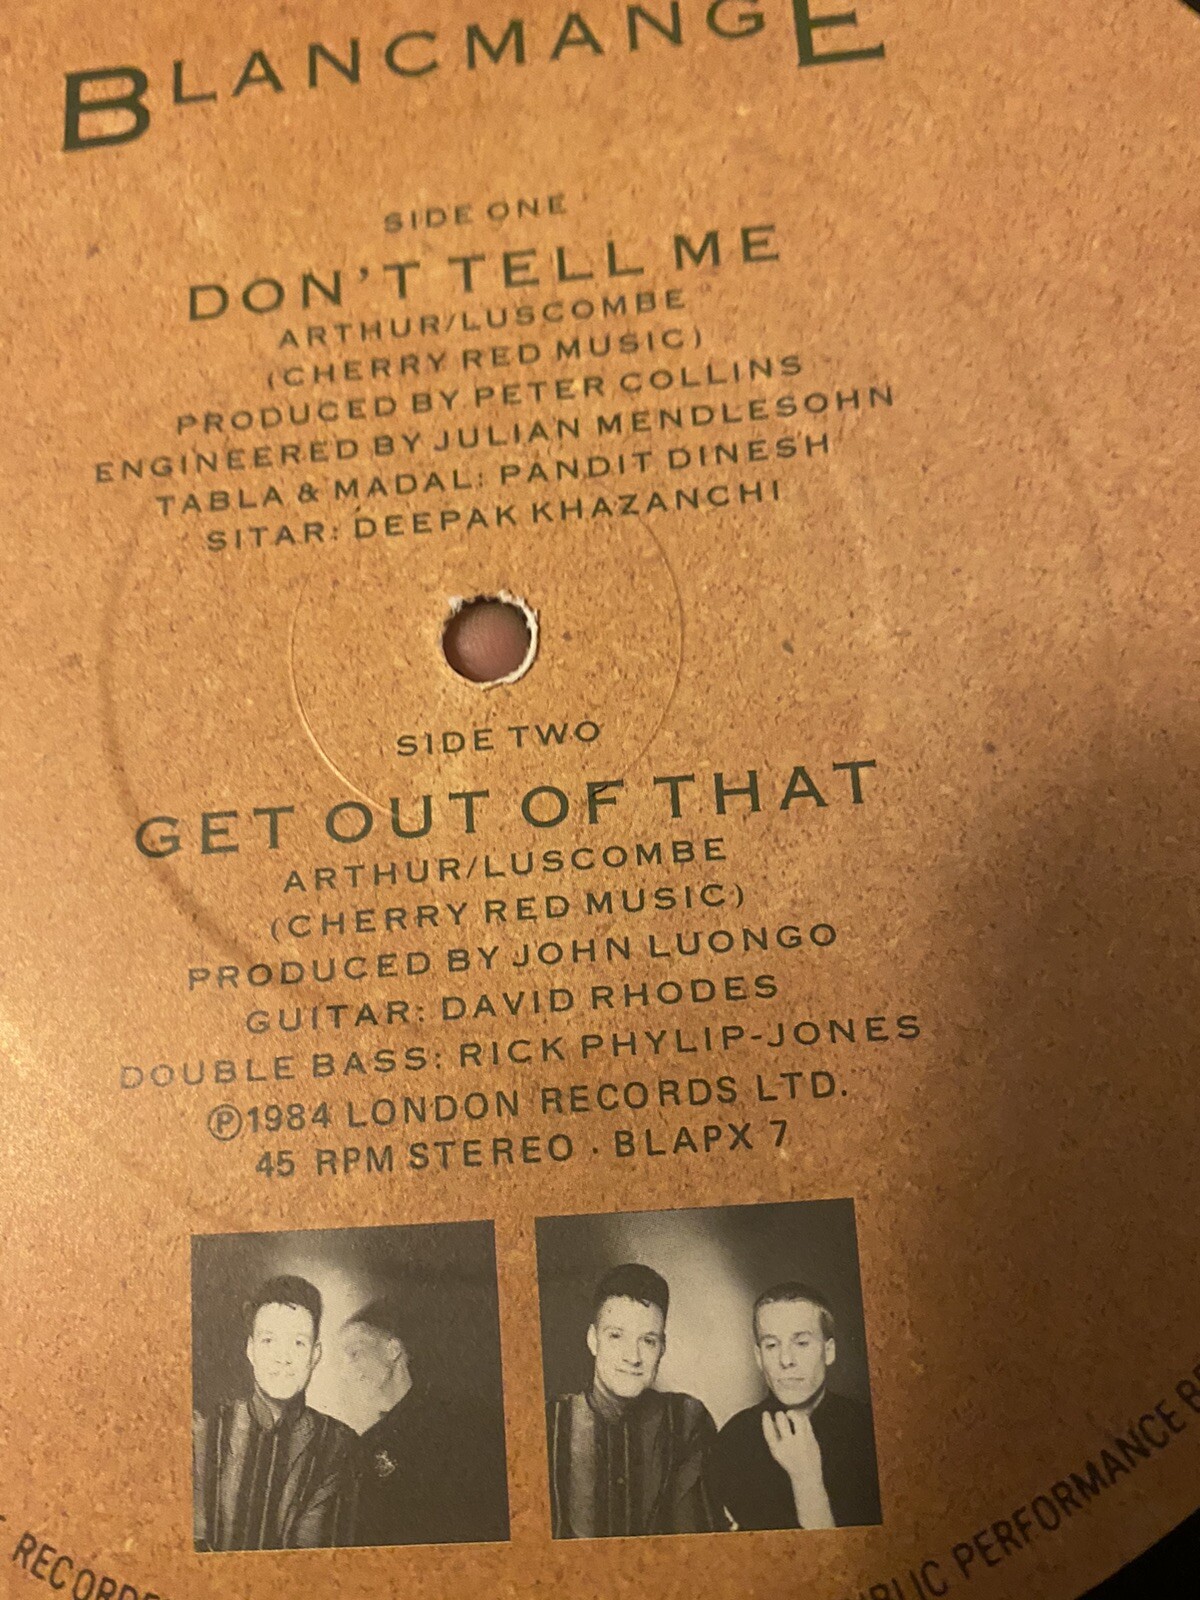 BLANCMANGE
SIDE ONE
DON'T TELL ME
ARTHUR/LUSCOMBE
(CHERRY RED MUSIC)
PRODUCED BY PETER COLLINS
ENGINEERED BY JULIAN MENDLESOHN
TABLA & MADAL: PANDIT DINESH
SITAR: DEEPAK KHAZANCHI
SIDE TWO
GET OUT OF THAT
ARTHUR/LUSCOMBE
(CHERRY RED MUSIC)
PRODUCED BY JOHN LUONGO
GUITAR: DAVID RHODES
DOUBLE BASS: RICK PHYLIP-JONES
℗1984 LONDON RECORDS LTD.
45 RPM STEREO · BLAPX 7
PERFORMANCE